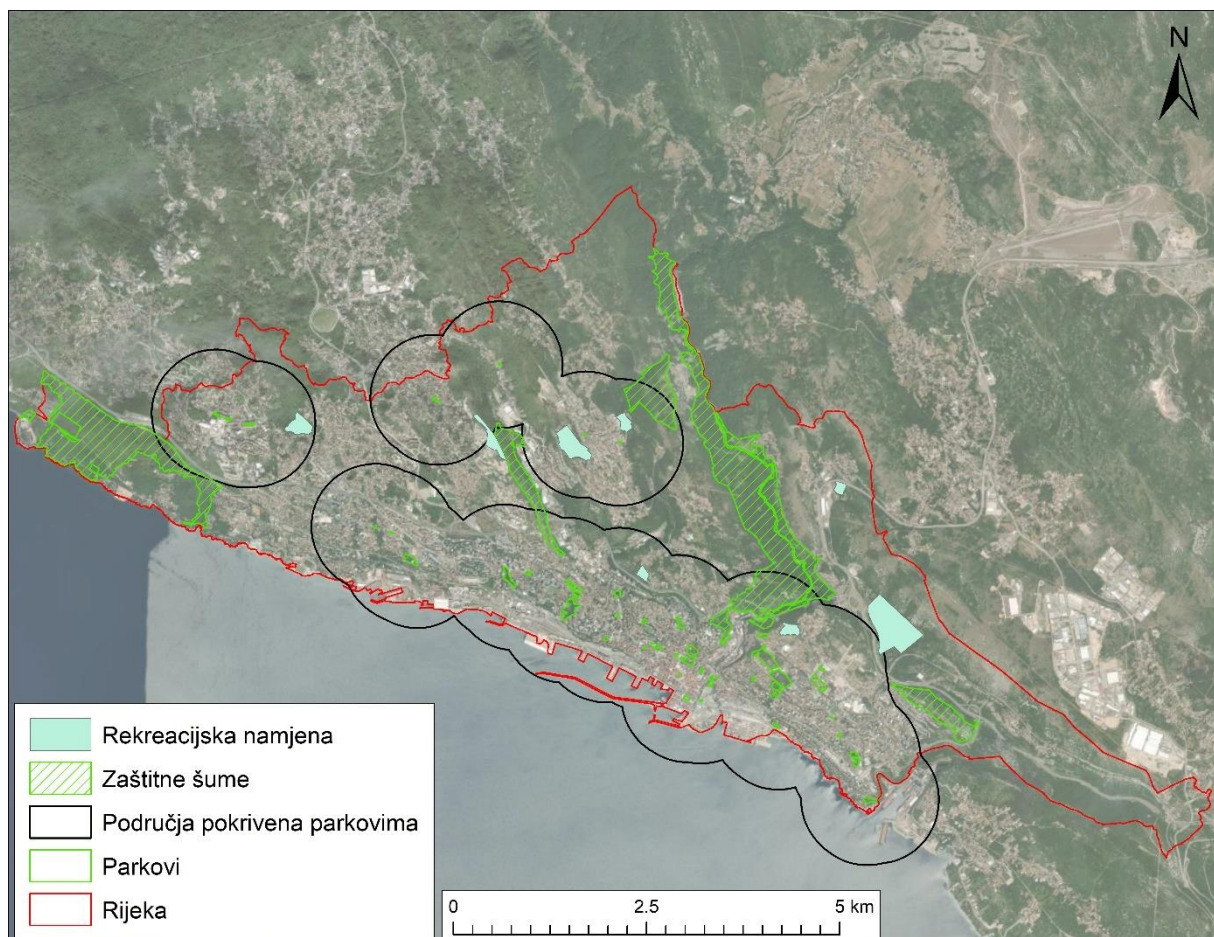 N
Rekreacijska namjena
Zaštitne šume
Područja pokrivena parkovima
Parkovi
Rijeka
0 2.5 5 km